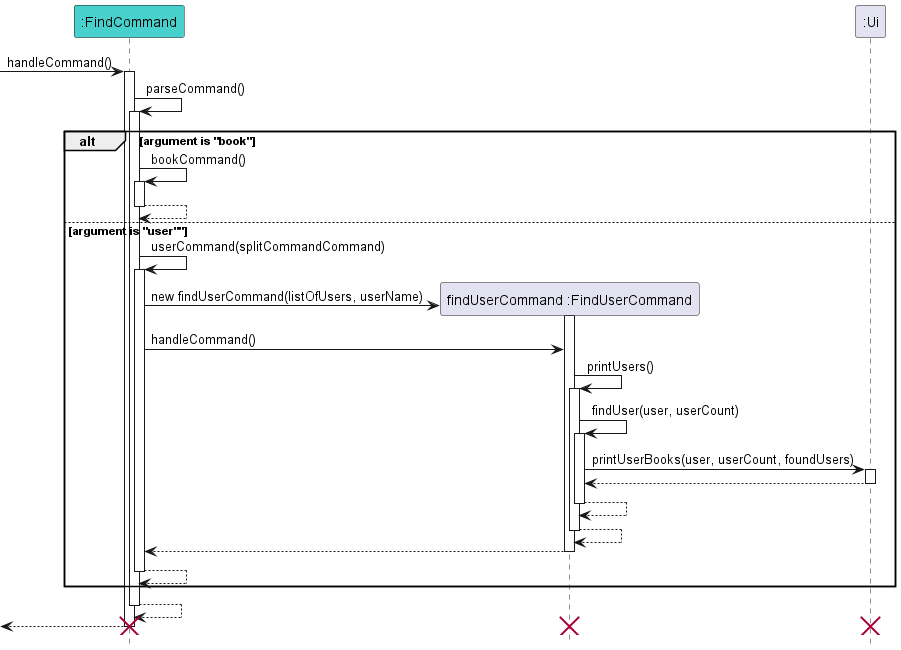 :FindCommand
:Ui
handleCommand()
parseCommand()
alt
[argument is "book"]
bookCommand()
[argument is "user""]
userCommand(splitCommandCommand)
new findUserCommand(listOfUsers, userName)
findUserCommand :FindUserCommand
handleCommand()
printUsers()
findUser(user, userCount)
printUserBooks(user, userCount, foundUsers)